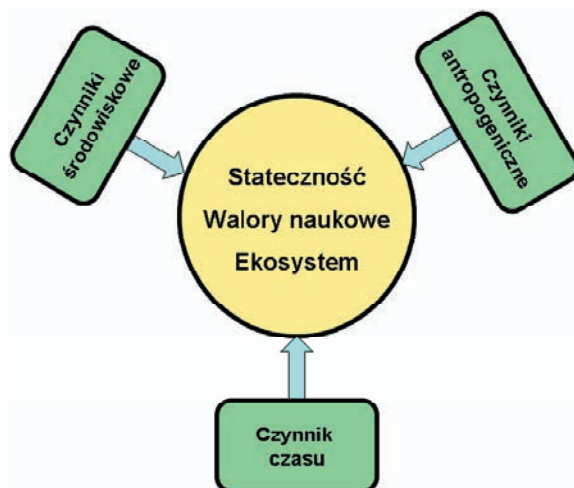 Czynniki
środowiskowe
Czynniki
antropogeniczne
Stateczność
Walory naukowe
Ekosystem
Czynnik
czasu